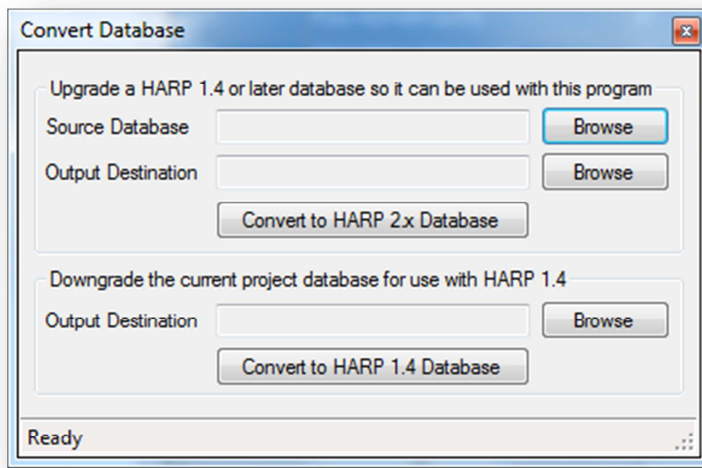 Convert Database
Upgrade a HARP 1.4 or later database so it can be used with this program
Source Database Browse
Output Destination Browse
Convert to HARP 2.x Database
Downgrade the current project database for use with HARP 1.4
Output Destination Browse
Convert to HARP 1.4 Database
Ready